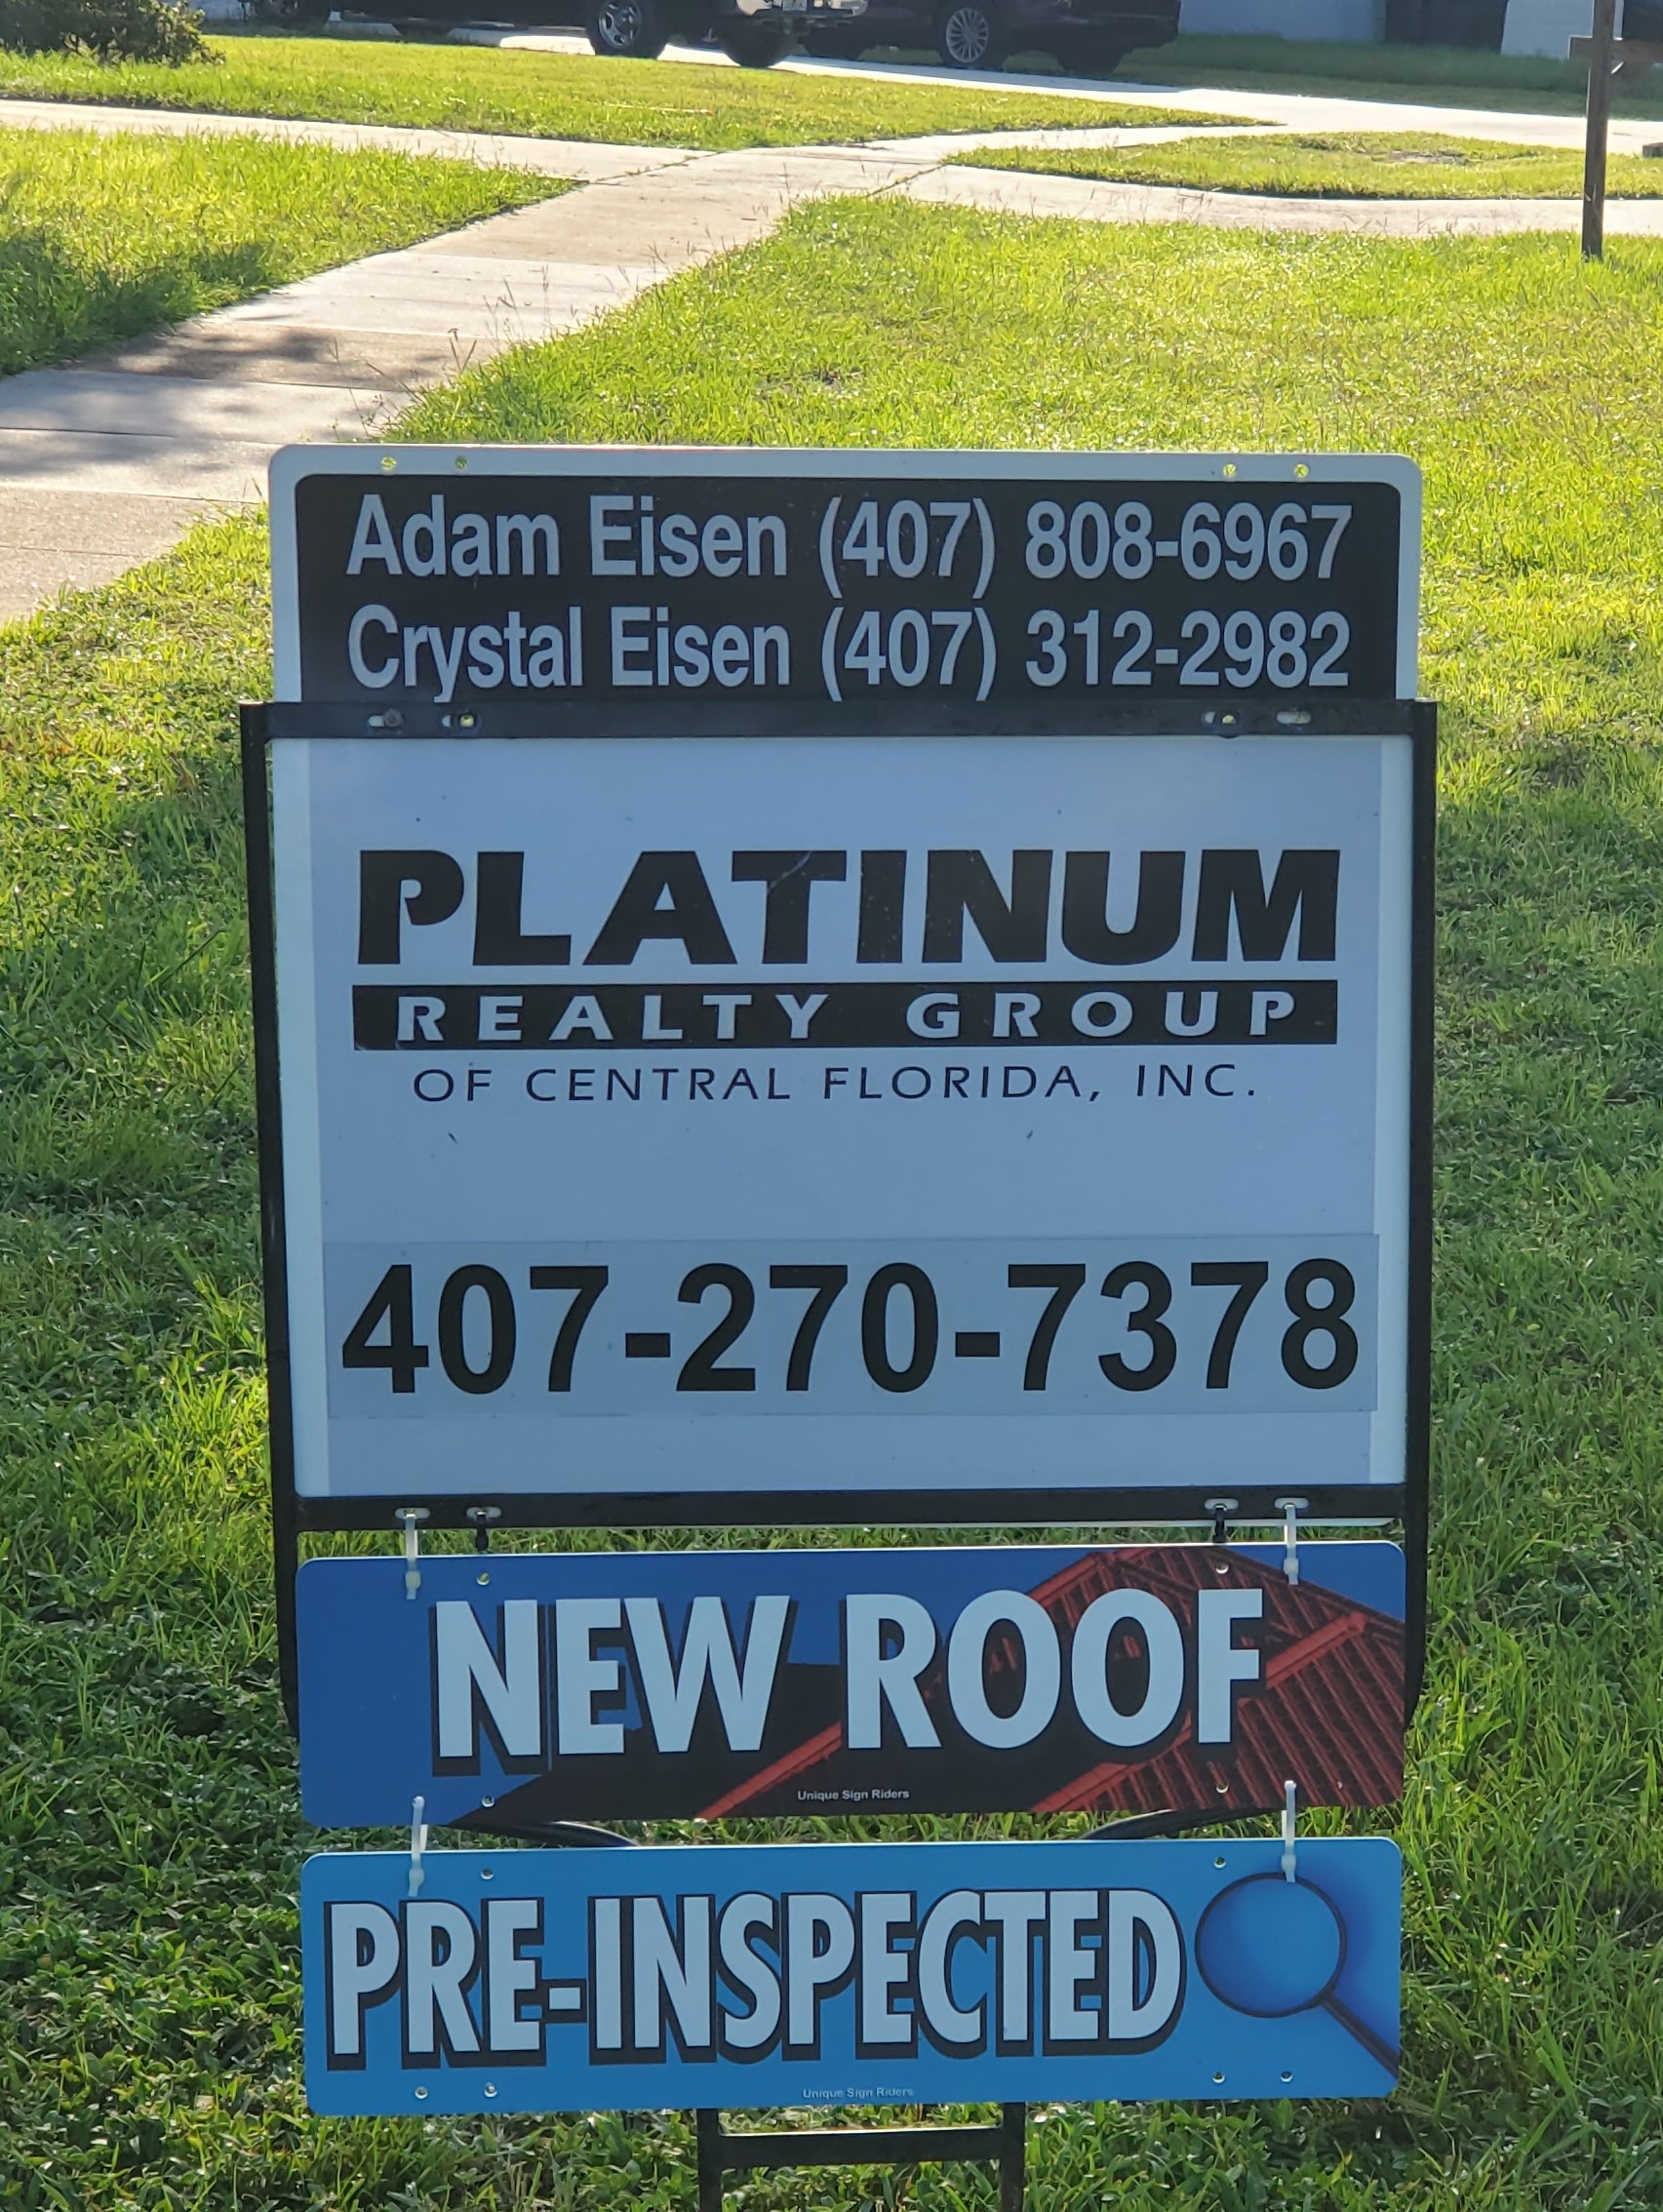 Adam Eisen (407) 808-6967
Crystal Eisen (407) 312-2982
PLATINUM
REALTY GROUP
OF CENTRAL FLORIDA, INC.
407-270-7378
NEW ROOF
Unique Sign Riders
PRE-INSPECTED
Unique Sign Riders